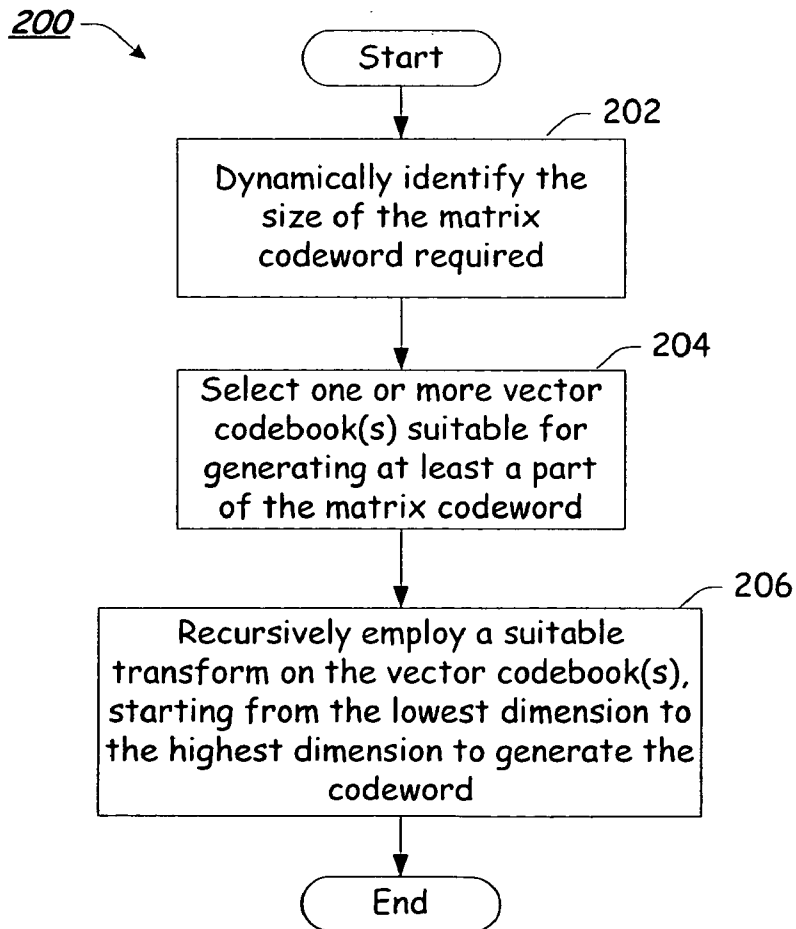 200
Start
202
Dynamically identify the
size of the matrix
codeword required
204
Select one or more vector
codebook(s) suitable for
generating at least a part
of the matrix codeword
206
Recursively employ a suitable
transform on the vector codebook(s),
starting from the lowest dimension to
the highest dimension to generate the
codeword
End